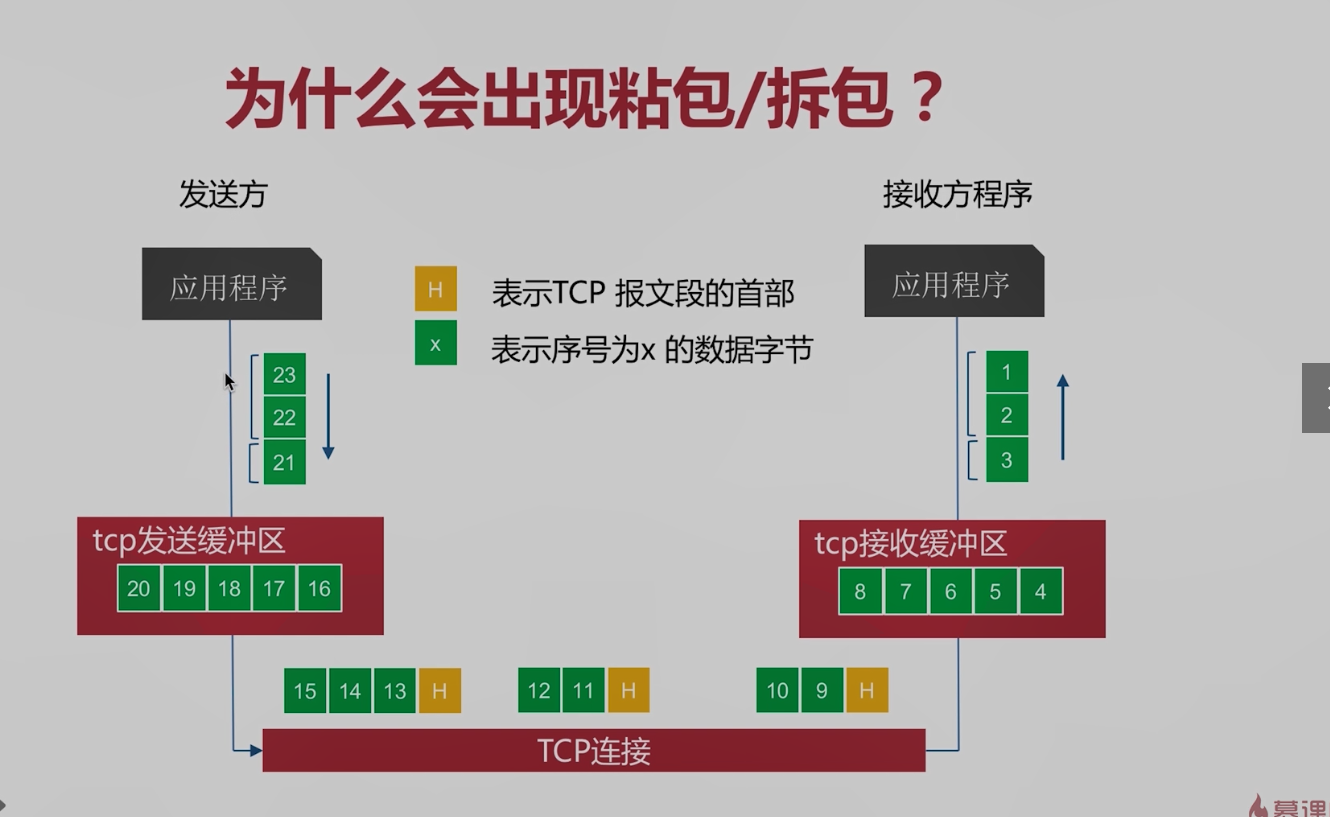 为什么会出现粘包/拆包？
发送方
接收方程序
应用程序
H 表示TCP 报文段的首部
x 表示序号为x 的数据字节
应用程序
23
22
21
1
2
3
tcp发送缓冲区
20 19 18 17 16
tcp接收缓冲区
8 7 6 5 4
15 14 13 H
12 11 H
10 9 H
TCP连接
慕课